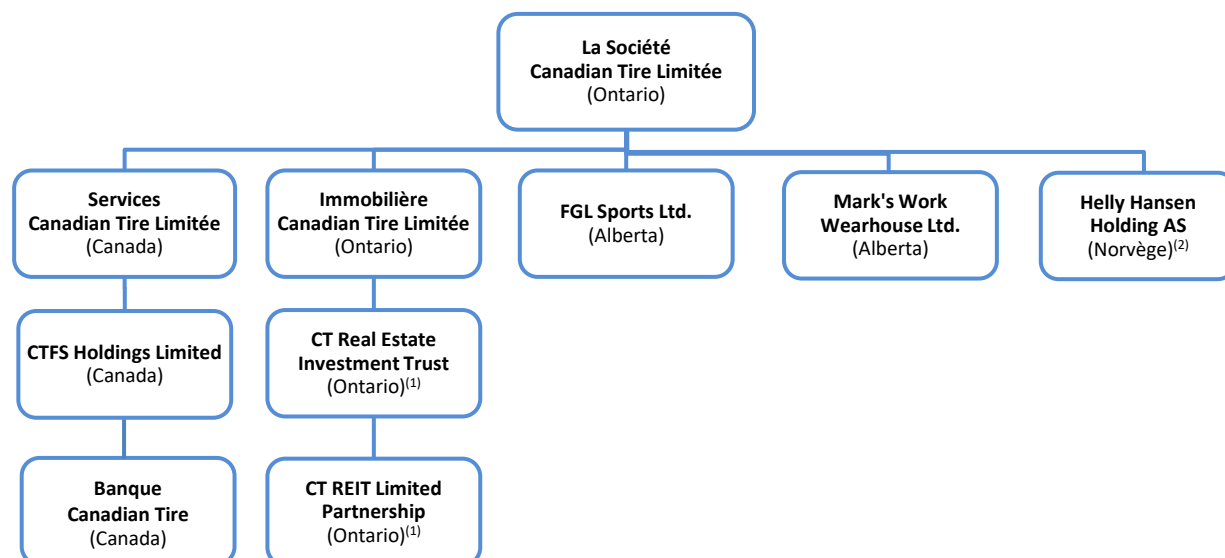 La Société
Canadian Tire Limitée
(Ontario)
Services
Canadian Tire Limitée
(Canada)
Immobilière
Canadian Tire Limitée
(Ontario)
FGL Sports Ltd.
(Alberta)
Mark's Work
Wearhouse Ltd.
(Alberta)
Helly Hansen
Holding AS
(Norvège)(2)
CTFS Holdings Limited
(Canada)
CT Real Estate
Investment Trust
(Ontario)(1)
Banque
Canadian Tire
(Canada)
CT REIT Limited
Partnership
(Ontario)(1)